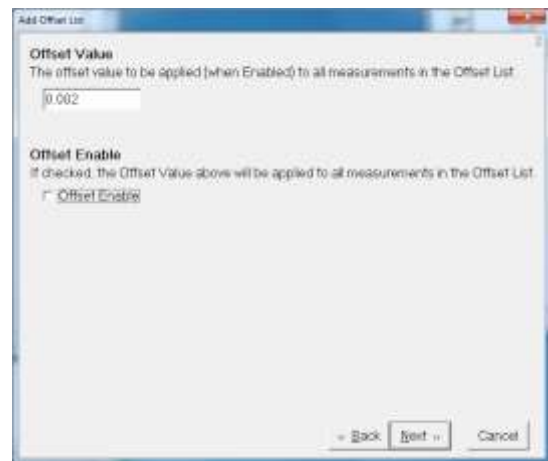 Add Offset List
Offset Value
The offset value to be applied (when Enabled) to all measurements in the Offset List.
0.002
Offset Enable
If checked, the Offset Value above will be applied to all measurements in the Offset List.
Offset Enable
« Back Next » Cancel